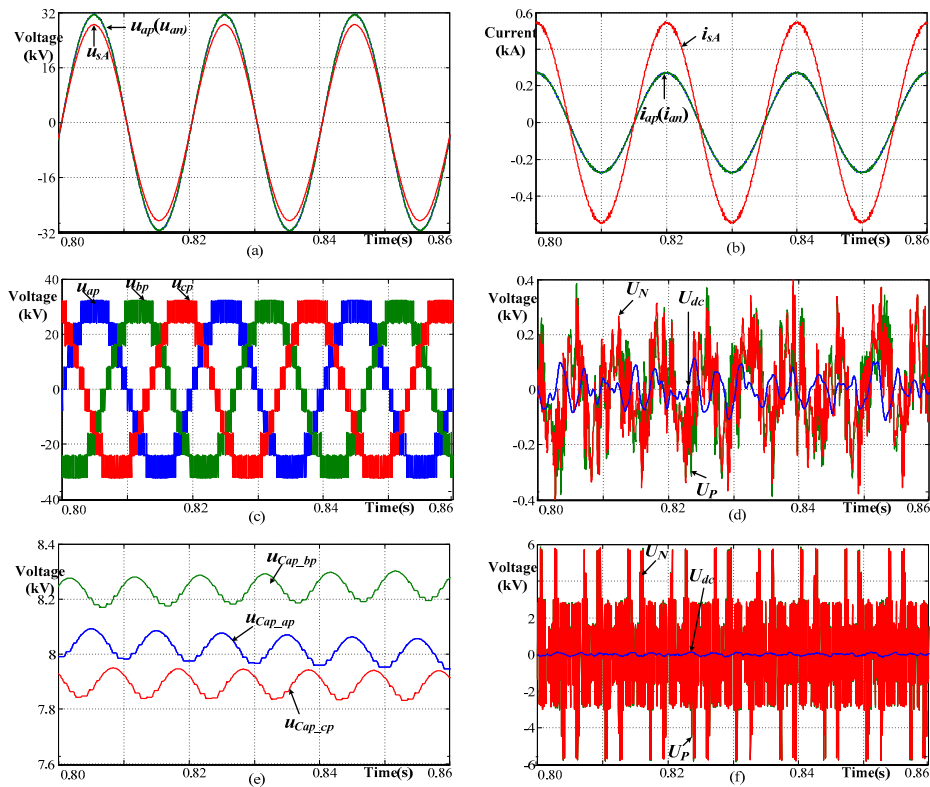 32
Voltage
(kV)
16
0
-16
-32
u_ap(u_an)
u_sA
0.80
0.82
0.84
Time(s)
0.86
(a)
0.6
Current
(kA)
0.4
0.2
0
-0.2
0.4
-0.6
i_sA
i_ap(i_an)
0.80
0.82
0.84
Time(s)
0.86
(b)
40
Voltage
(kV)
20
0
-20
-40
u_ap
u_bp
u_cp
0.80
0.82
0.84
Time(s)
0.86
(c)
0.4
Voltage
(kV)
0.2
0
-0.2
-0.4
U_N
U_dc
U_P
0.80
0.82
0.84
Time(s)
0.86
(d)
8.4
Voltage
(kV)
8.2
8
7.8
7.6
u_Cap_bp
u_Cap_ap
u_Cap_cp
0.80
0.82
0.84
Time(s)
0.86
(e)
6
Voltage
(kV)
4
2
0
-2
-4
-6
U_N
U_dc
U_P
0.80
0.82
0.84
Time(s)
0.86
(f)